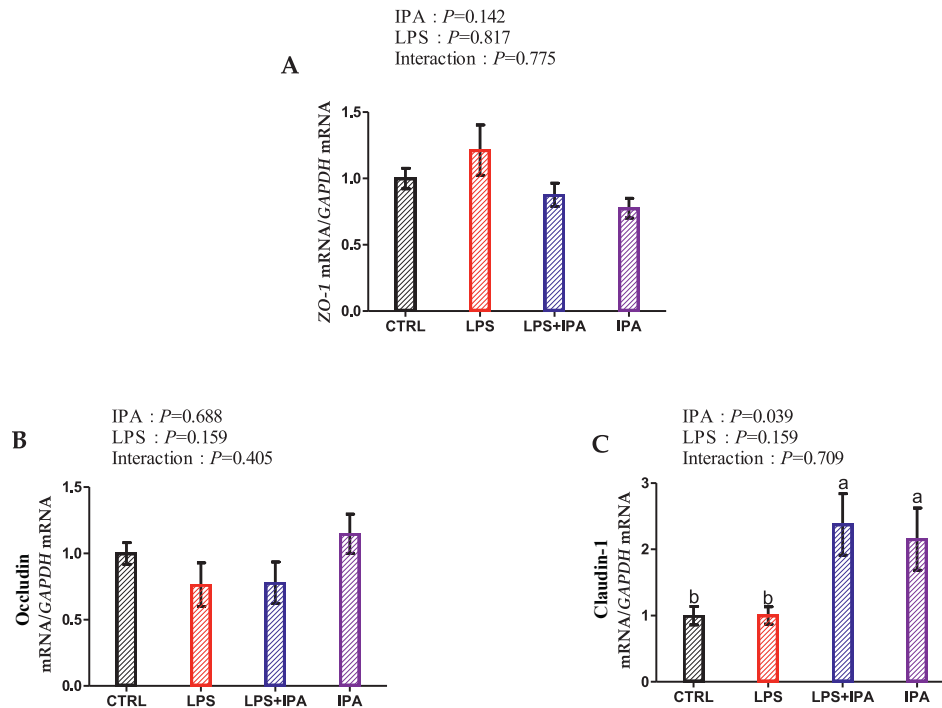 IPA : P=0.142
LPS : P=0.817
Interaction : P=0.775
A
ZO-1 mRNA/GAPDH mRNA
1.5
1.0
0.5
0.0
CTRL LPS LPS+IPA IPA
IPA : P=0.688
LPS : P=0.159
Interaction : P=0.405
B
Occludin
mRNA/GAPDH mRNA
1.5
1.0
0.5
0.0
CTRL LPS LPS+IPA IPA
IPA : P=0.039
LPS : P=0.159
Interaction : P=0.709
C
Claudin-1
mRNA/GAPDH mRNA
3
2
1
0
b b a a
CTRL LPS LPS+IPA IPA